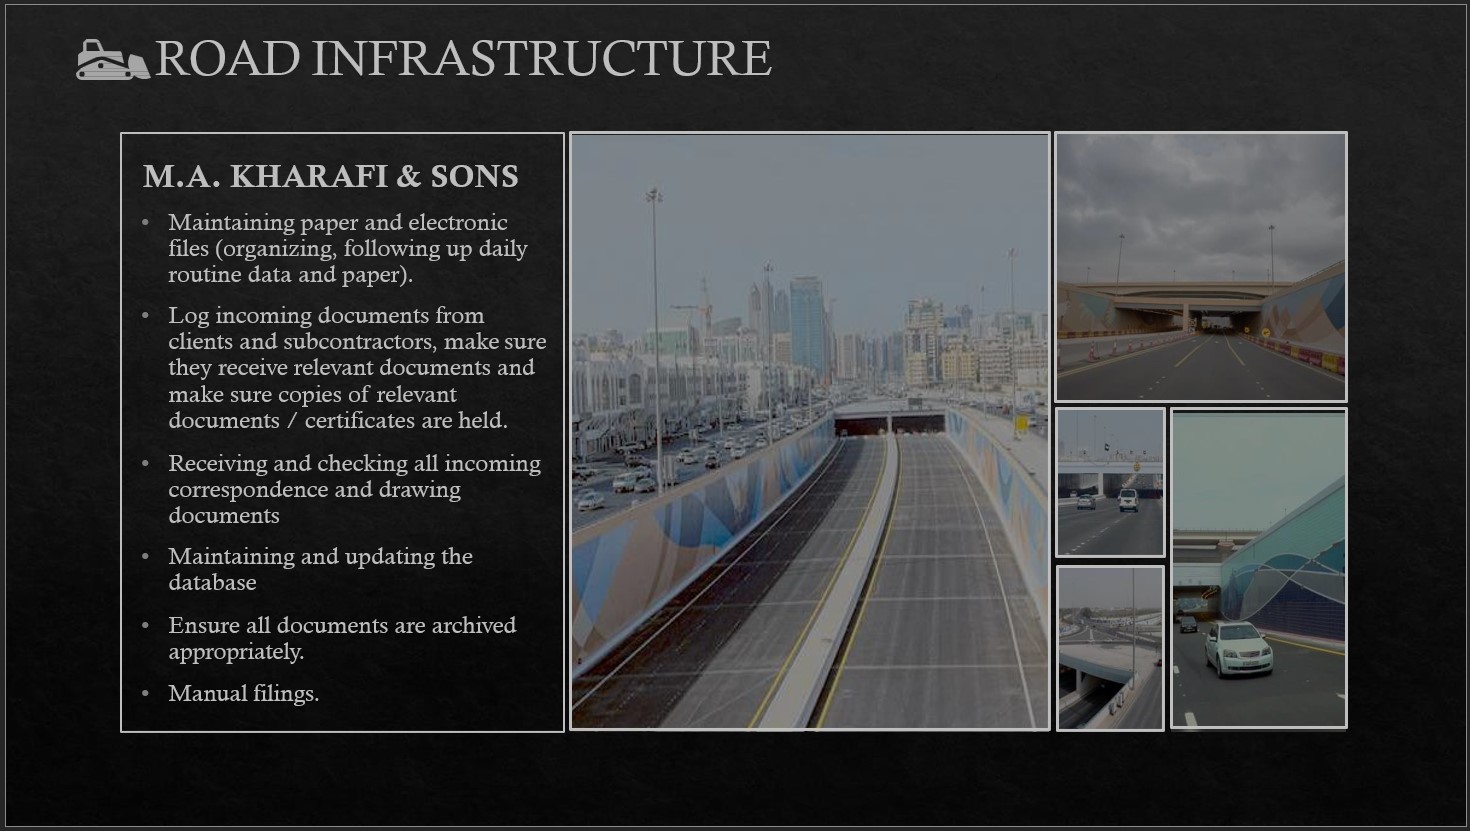 ROAD INFRASTRUCTURE
M.A. KHARAFI & SONS
• Maintaining paper and electronic
files (organizing, following up daily
routine data and paper).
• Log incoming documents from
clients and subcontractors, make sure
they receive relevant documents and
make sure copies of relevant
documents / certificates are held.
• Receiving and checking all incoming
correspondence and drawing
documents
• Maintaining and updating the
database
• Ensure all documents are archived
appropriately.
• Manual filings.